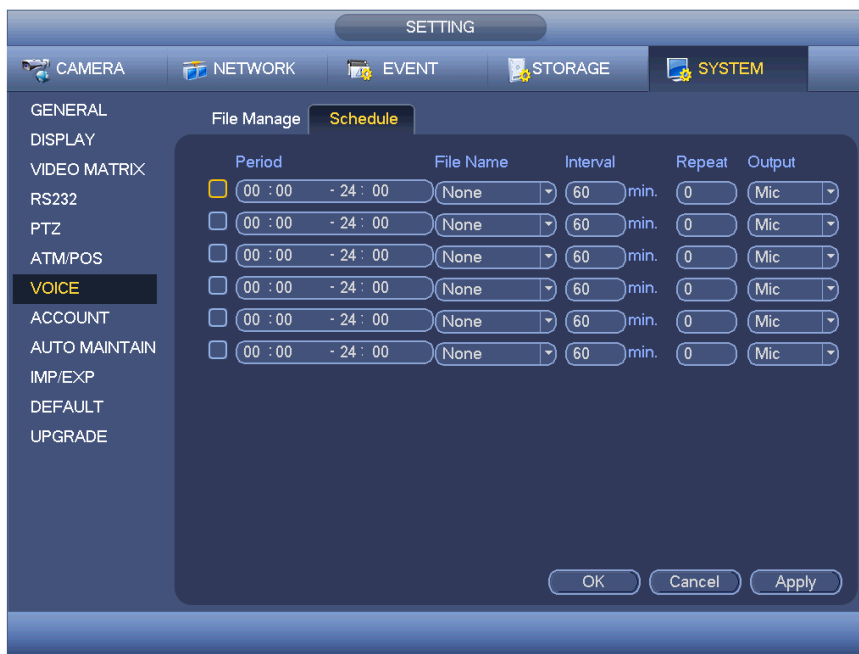 SETTING
CAMERA NETWORK EVENT STORAGE SYSTEM
GENERAL
DISPLAY
VIDEO MATRIX
RS232
PTZ
ATM/POS
VOICE
ACCOUNT
AUTO MAINTAIN
IMP/EXP
DEFAULT
UPGRADE
File Manage Schedule
Period File Name Interval Repeat Output
00 :00 - 24 : 00 None 60 min. 0 Mic
00 :00 - 24 : 00 None 60 min. 0 Mic
00 :00 - 24 : 00 None 60 min. 0 Mic
00 :00 - 24 : 00 None 60 min. 0 Mic
00 :00 - 24 : 00 None 60 min. 0 Mic
00 :00 - 24 : 00 None 60 min. 0 Mic
OK Cancel Apply